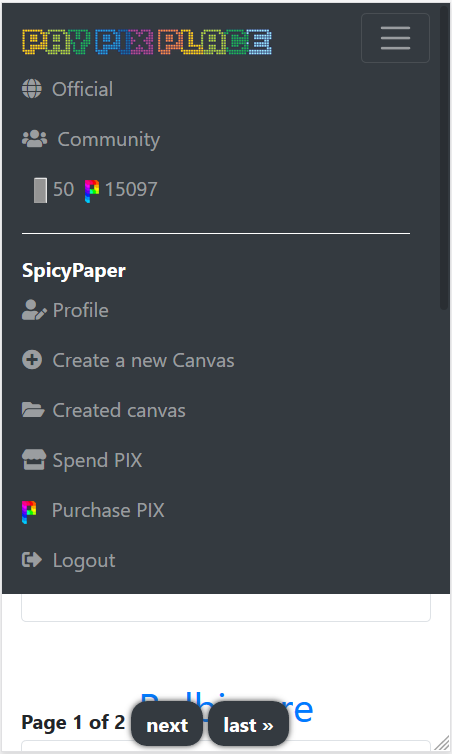 PAY PIX PLACE
Official
Community
50 15097
SpicyPaper
Profile
Create a new Canvas
Created canvas
Spend PIX
Purchase PIX
Logout
Page 1 of 2 next last »